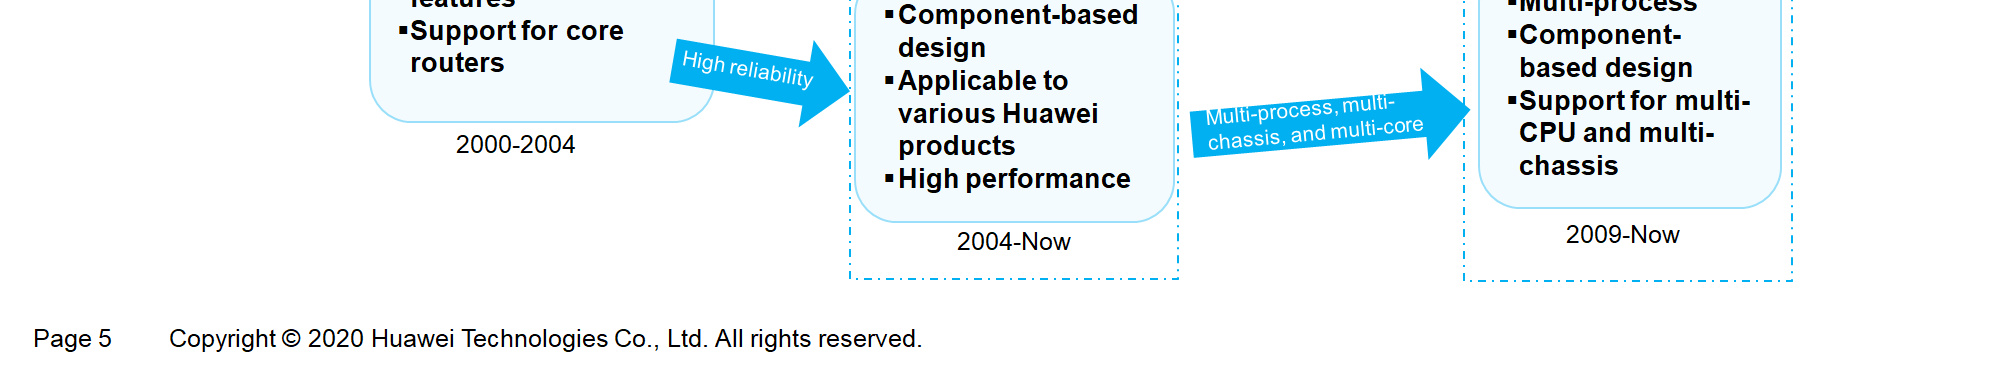 features
▪Support for core
routers
2000-2004
High reliability
▪Component-based
design
▪Applicable to
various Huawei
products
▪High performance
2004-Now
Multi-process, multi-
chassis, and multi-core
▪Multi-process
▪Component-
based design
▪Support for multi-
CPU and multi-
chassis
2009-Now
Page 5
Copyright © 2020 Huawei Technologies Co., Ltd. All rights reserved.